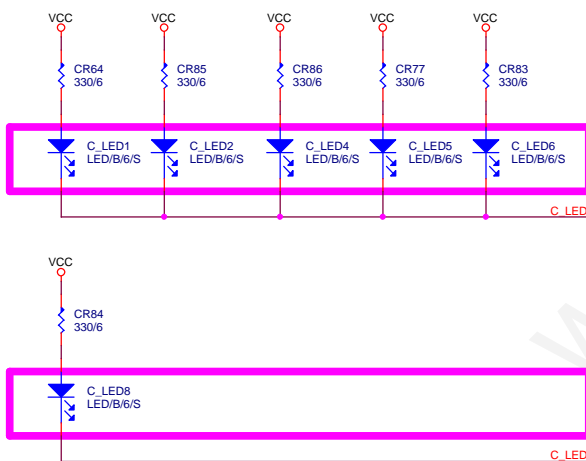 VCC VCC VCC VCC VCC
CR64 CR85 CR86 CR77 CR83
330/6 330/6 330/6 330/6 330/6
C_LED1 C_LED2 C_LED4 C_LED5 C_LED6
LED/B/6/S LED/B/6/S LED/B/6/S LED/B/6/S LED/B/6/S
C_LED
VCC
CR84
330/6
C_LED8
LED/B/6/S
C_LED